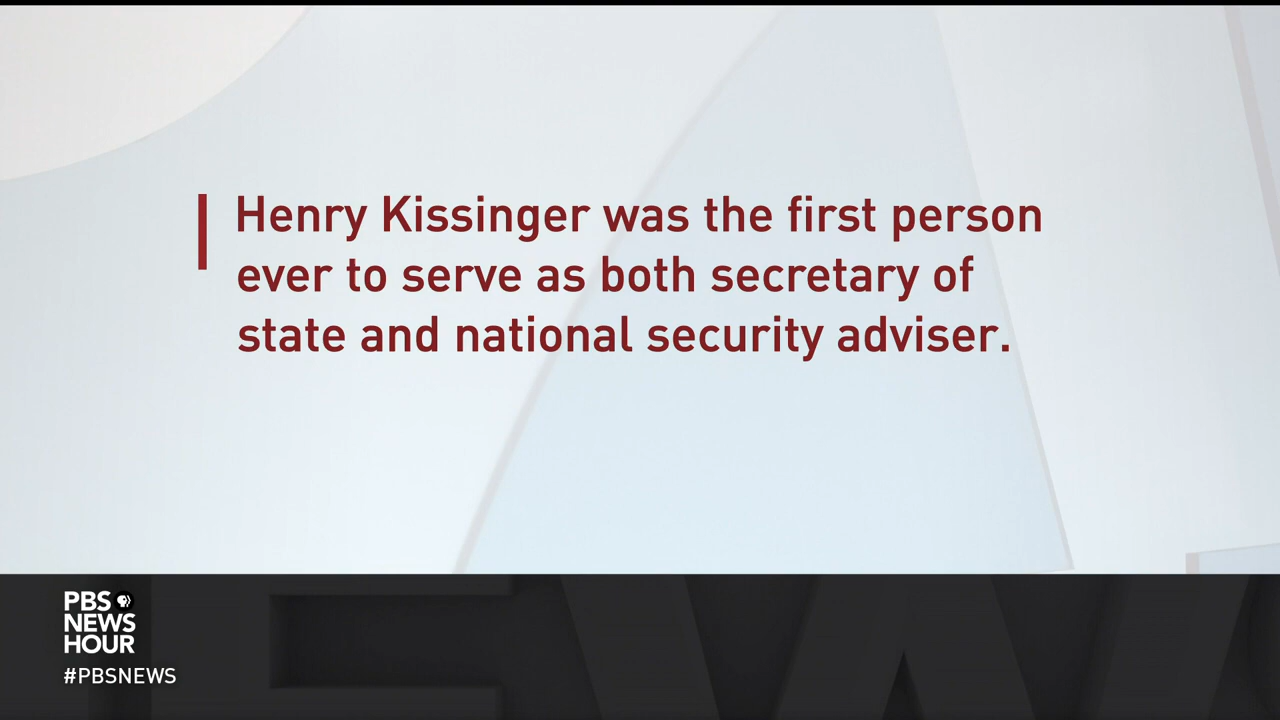 Henry Kissinger was the first person
ever to serve as both secretary of
state and national security adviser.
PBS
NEWS
HOUR
#PBSNEWS